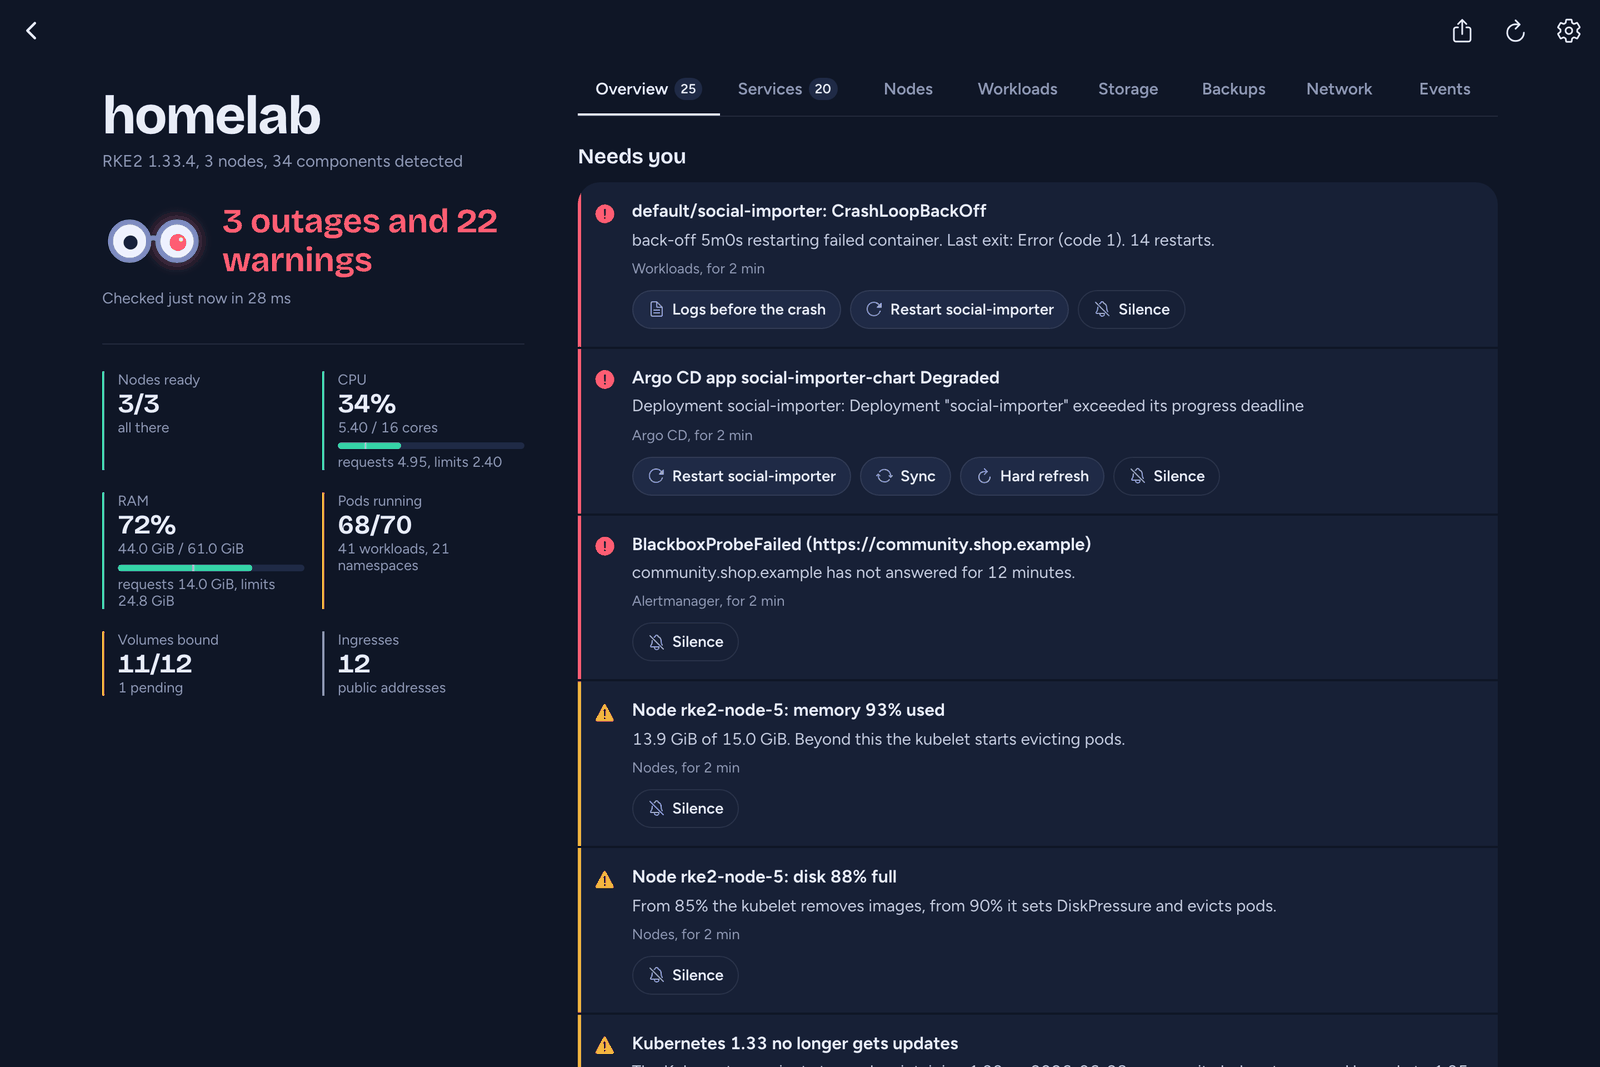 homelab
RKE2 1.33.4, 3 nodes, 34 components detected
3 outages and 22
warnings
Checked just now in 28 ms
Nodes ready
3/3
all there
CPU
34%
5.40 / 16 cores
requests 4.95, limits 2.40
RAM
72%
44.0 GiB / 61.0 GiB
requests 14.0 GiB, limits
24.8 GiB
Pods running
68/70
41 workloads, 21
namespaces
Volumes bound
11/12
1 pending
Ingresses
12
public addresses
Overview 25 Services 20 Nodes Workloads Storage Backups Network Events
Needs you
default/social-importer: CrashLoopBackOff
back-off 5m0s restarting failed container. Last exit: Error (code 1). 14 restarts.
Workloads, for 2 min
Logs before the crash Restart social-importer Silence
Argo CD app social-importer-chart Degraded
Deployment social-importer: Deployment "social-importer" exceeded its progress deadline
Argo CD, for 2 min
Restart social-importer Sync Hard refresh Silence
BlackboxProbeFailed (https://community.shop.example)
community.shop.example has not answered for 12 minutes.
Alertmanager, for 2 min
Silence
Node rke2-node-5: memory 93% used
13.9 GiB of 15.0 GiB. Beyond this the kubelet starts evicting pods.
Nodes, for 2 min
Silence
Node rke2-node-5: disk 88% full
From 85% the kubelet removes images, from 90% it sets DiskPressure and evicts pods.
Nodes, for 2 min
Silence
Kubernetes 1.33 no longer gets updates